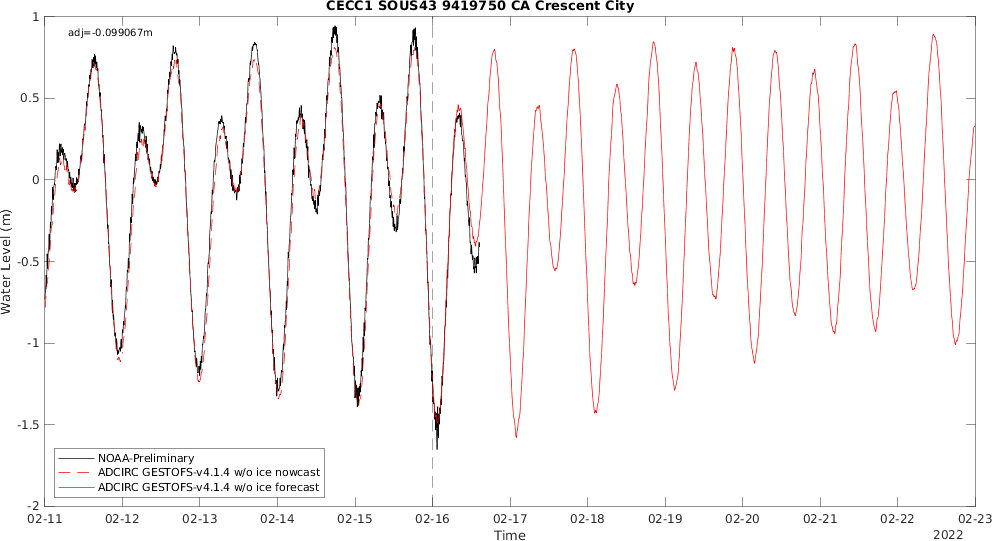 CECC1 SOUS43 9419750 CA Crescent City
adj=-0.099067m
1
0.5
0
-0.5
-1
-1.5
-2
Water Level (m)
NOAA-Preliminary
ADCIRC GESTOFS-v4.1.4 w/o ice nowcast
ADCIRC GESTOFS-v4.1.4 w/o ice forecast
02-11 02-12 02-13 02-14 02-15 02-16 02-17 02-18 02-19 02-20 02-21 02-22 02-23
Time
2022